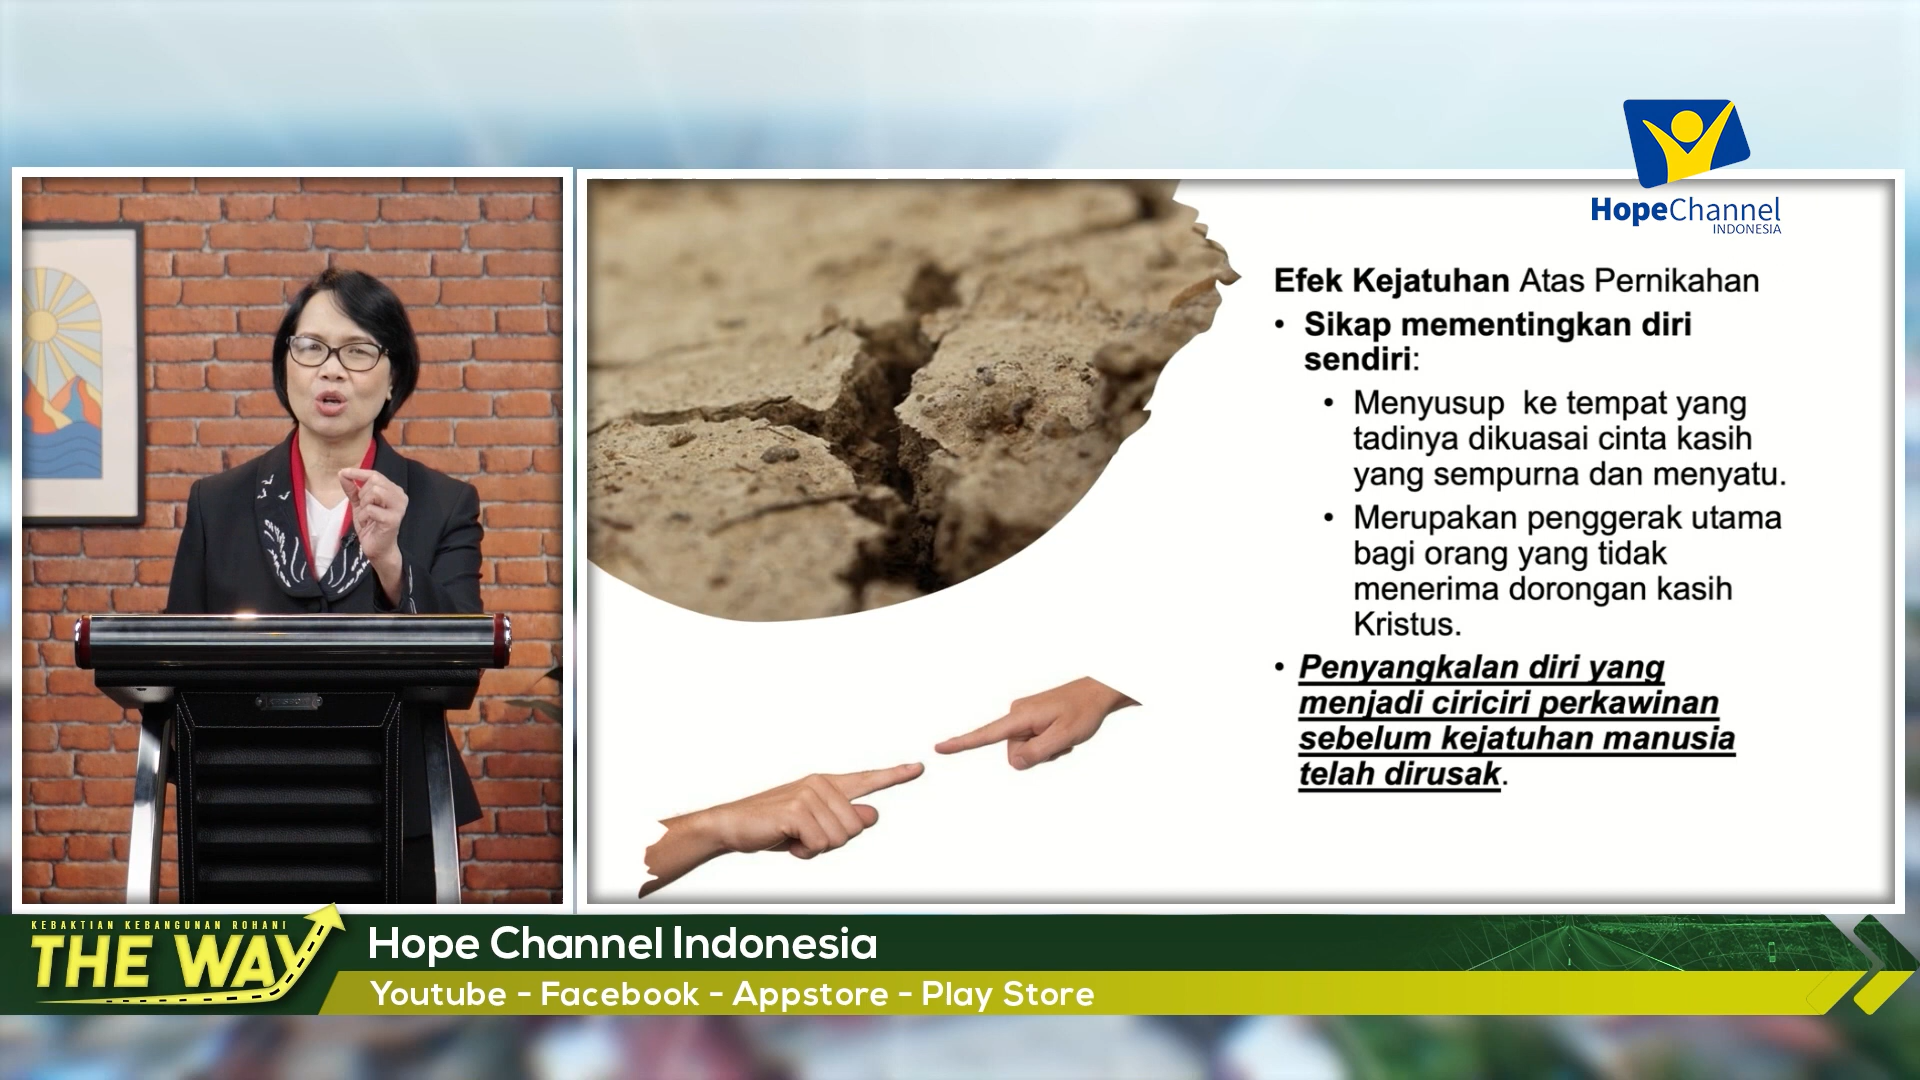 HopeChannel
INDONESIA
Efek Kejatuhan Atas Pernikahan
• Sikap mementingkan diri
sendiri:
• Menyusup ke tempat yang
tadinya dikuasai cinta kasih
yang sempurna dan menyatu.
• Merupakan penggerak utama
bagi orang yang tidak
menerima dorongan kasih
Kristus.
• Penyangkalan diri yang
menjadi ciriciri perkawinan
sebelum kejatuhan manusia
telah dirusak.
KEBAKTIAN KEBANGUNAN ROHANI
THE WAY
Hope Channel Indonesia
Youtube - Facebook - Appstore - Play Store